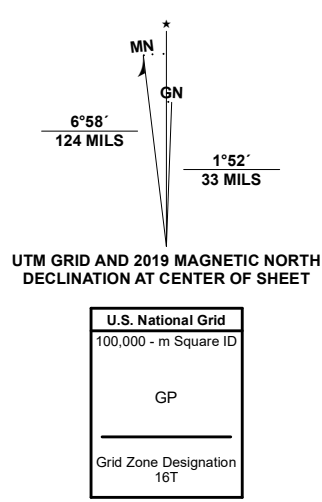 MN
GN
6°58´
124 MILS
1°52´
33 MILS
UTM GRID AND 2019 MAGNETIC NORTH
DECLINATION AT CENTER OF SHEET
U.S. National Grid
100,000 - m Square ID
GP
Grid Zone Designation
16T